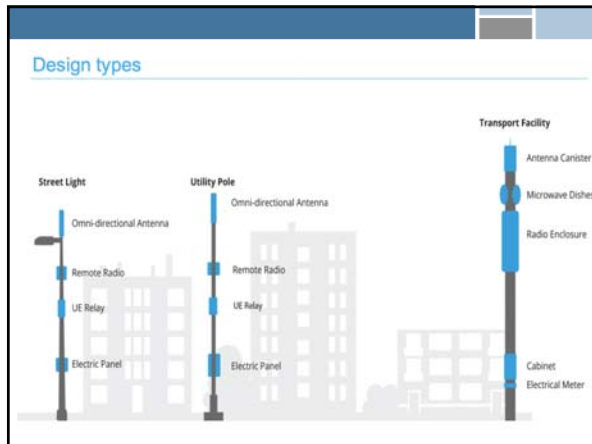 Design types
Street Light
Omni-directional Antenna
Remote Radio
UE Relay
Electric Panel
Utility Pole
Omni-directional Antenna
Remote Radio
UE Relay
Electric Panel
Transport Facility
Antenna Canister
Microwave Dishes
Radio Enclosure
Cabinet
Electrical Meter